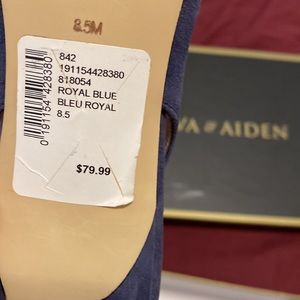 8.5M
842
191154428380
818054
ROYAL BLUE
BLEU ROYAL
8.5
$79.99
0 191154 428380
VA & AIDEN